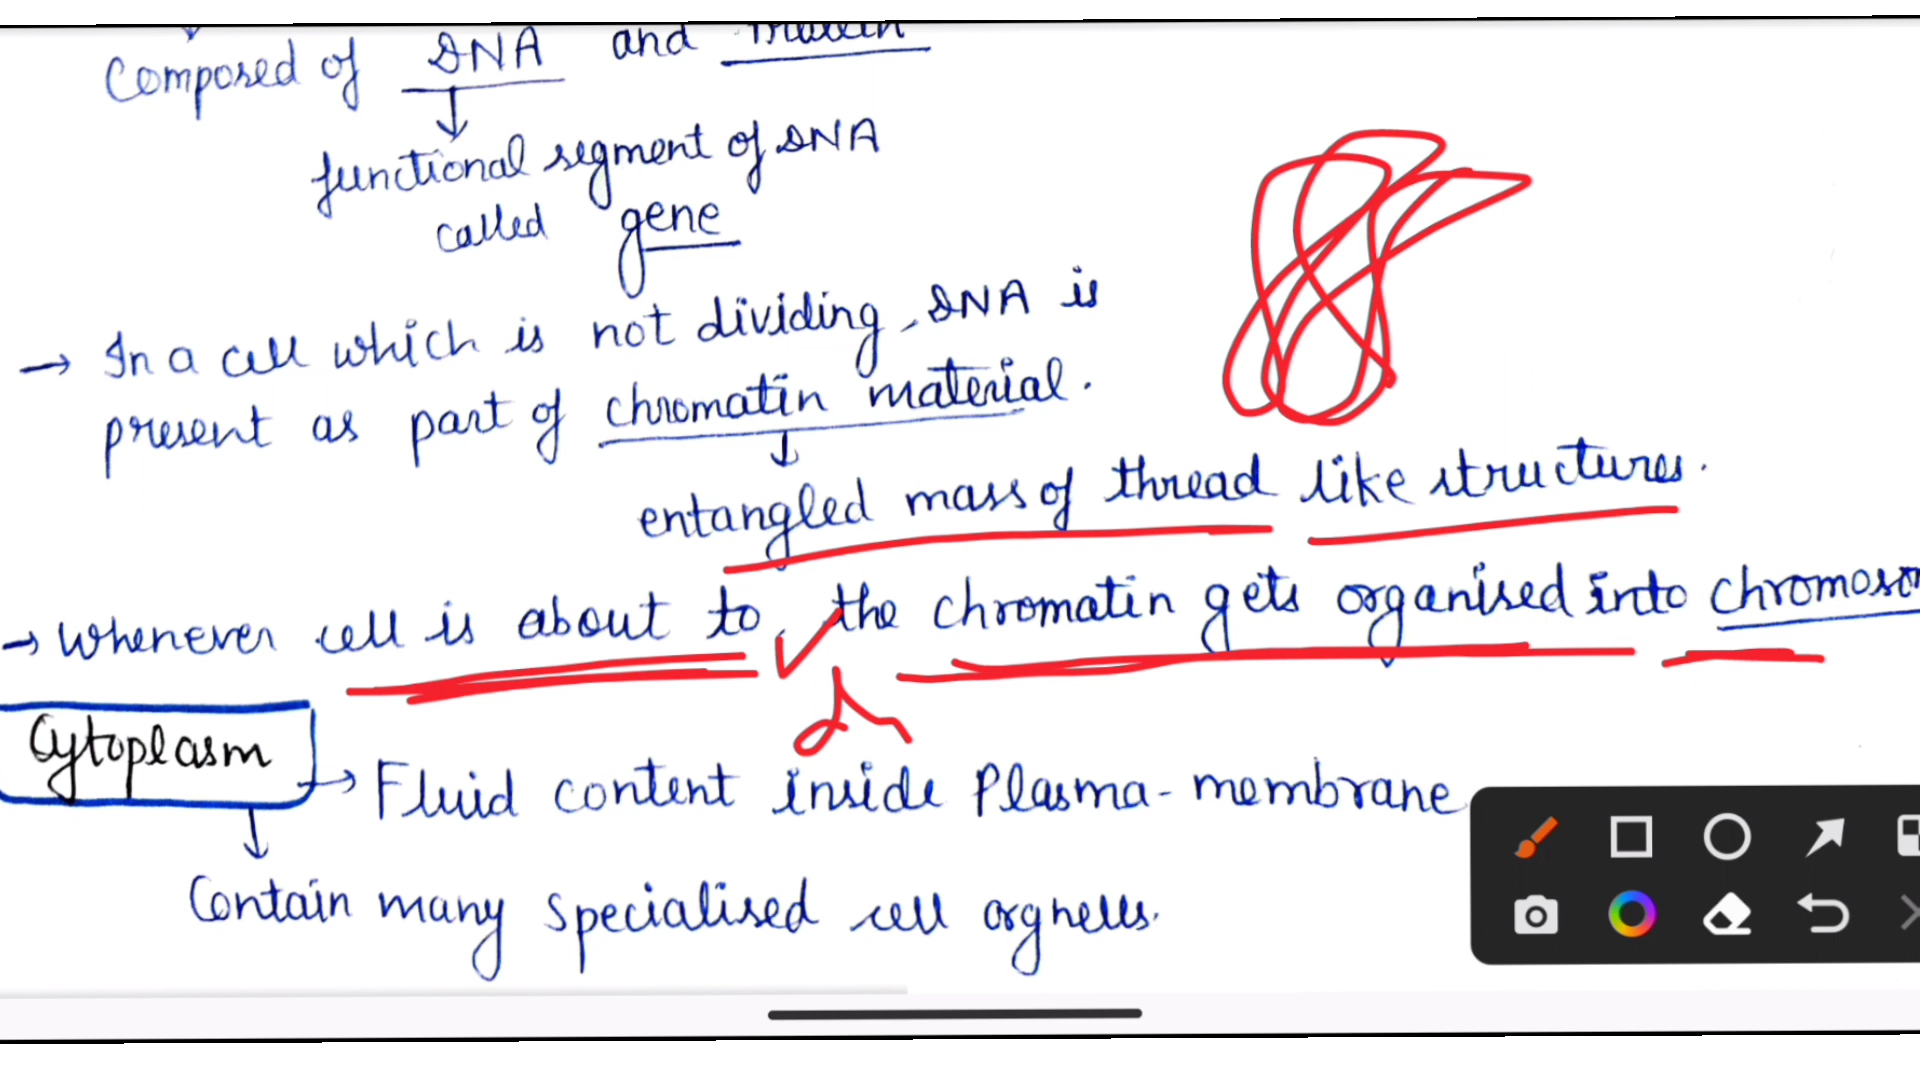 Composed of DNA and
functional segment of DNA
called gene
→ In a cell which is not dividing, DNA is
present as part of chromatin material.
entangled mass of thread like structures.
→ Whenever cell is about to, the chromatin gets organised into
Cytoplasm → Fluid content inside Plasma-membrane
Contain many specialised cell orgnells.